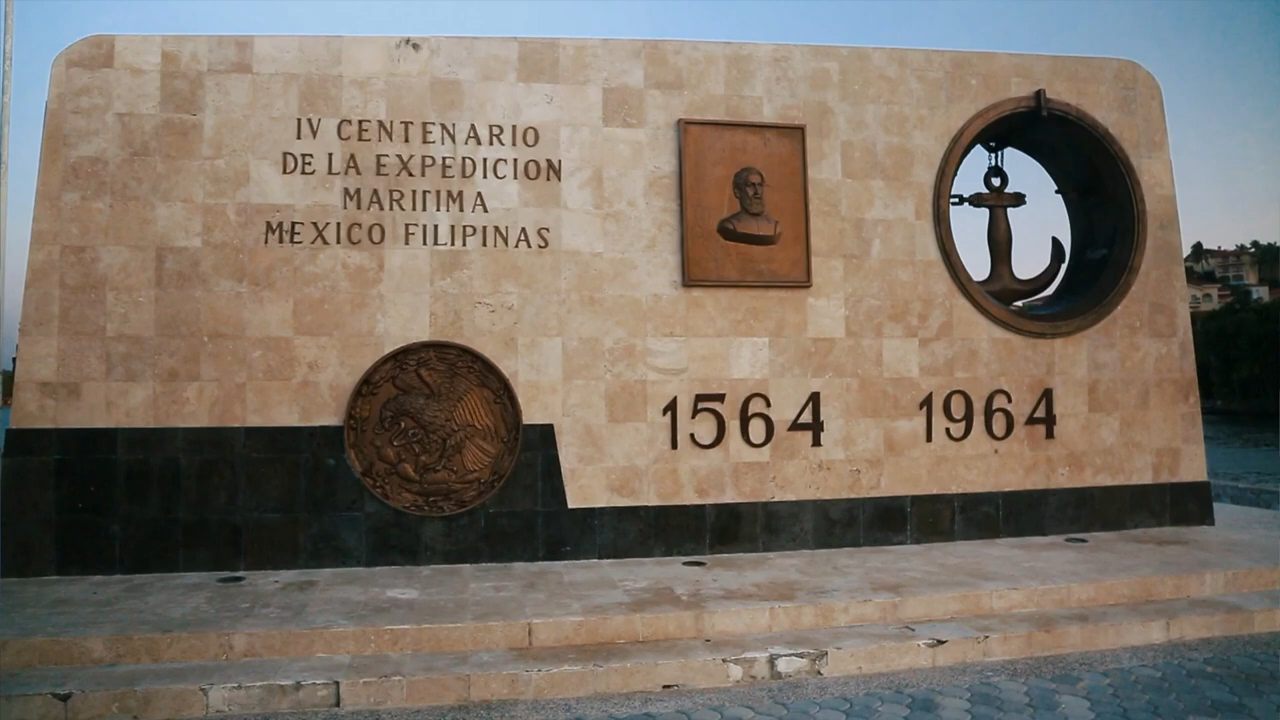 IV CENTENARIO
DE LA EXPEDICION
MARITIMA
MEXICO FILIPINAS
1564 1964